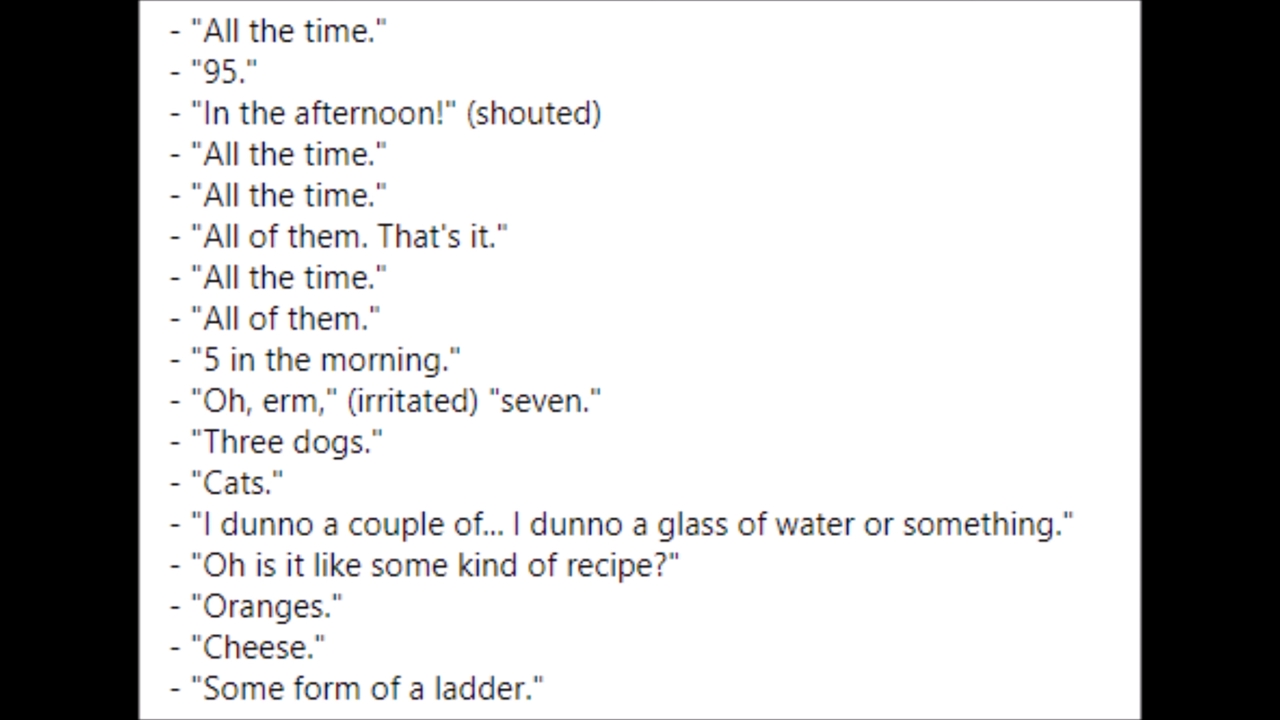 - "All the time."
- "95."
- "In the afternoon!" (shouted)
- "All the time."
- "All the time."
- "All of them. That's it."
- "All the time."
- "All of them."
- "5 in the morning."
- "Oh, erm," (irritated) "seven."
- "Three dogs."
- "Cats."
- "I dunno a couple of... I dunno a glass of water or something."
- "Oh is it like some kind of recipe?"
- "Oranges."
- "Cheese."
- "Some form of a ladder."